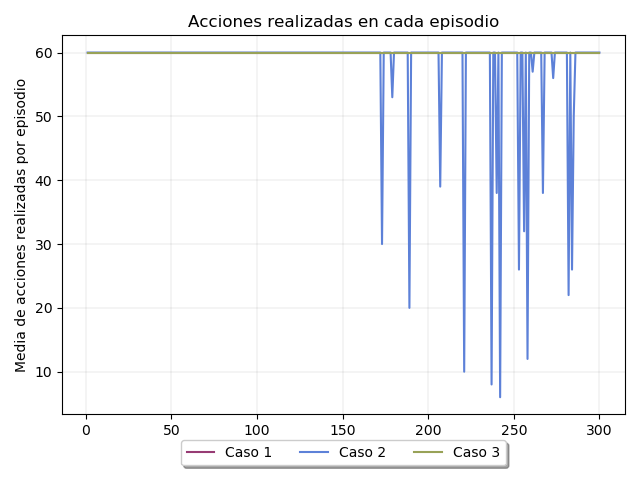 Acciones realizadas en cada episodio
Media de acciones realizadas por episodio
60
50
40
30
20
10
0 50 100 150 200 250 300
Caso 1 Caso 2 Caso 3